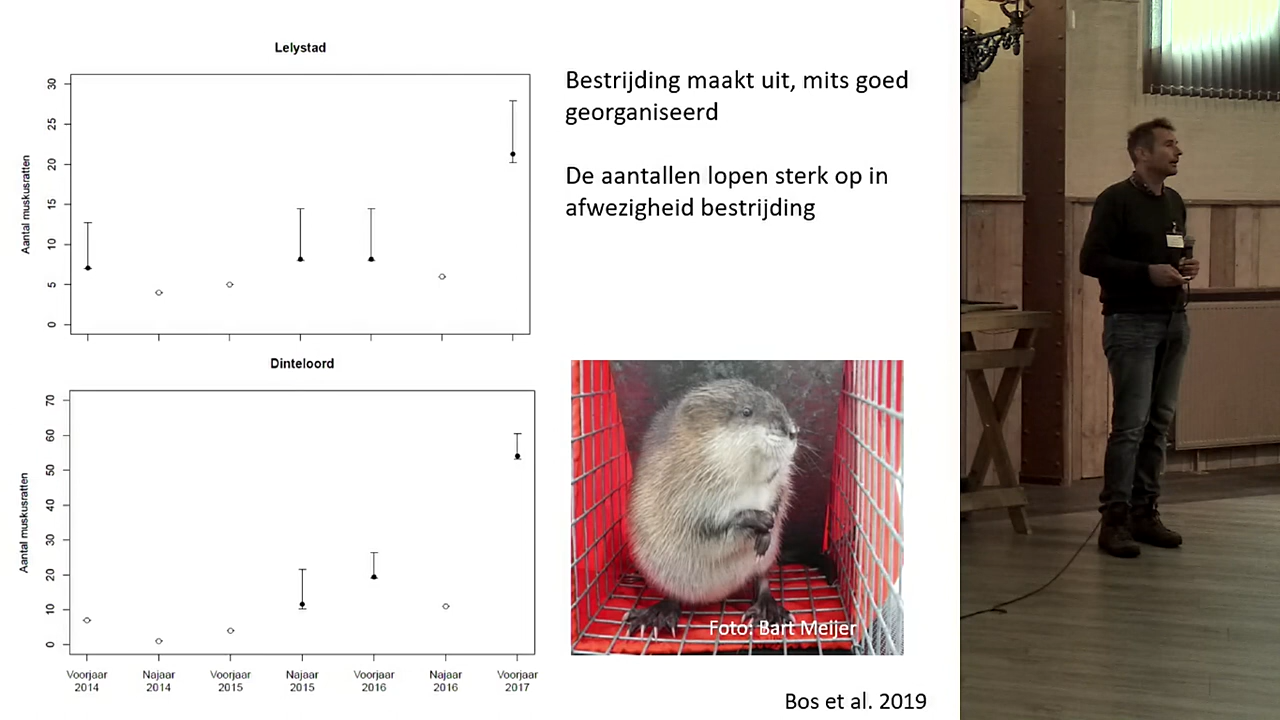 Lelystad
30
25
20
15
10
5
0
Aantal muskusratten
Dinteloord
70
60
50
40
30
20
10
0
Aantal muskusratten
Voorjaar 2014
Najaar 2014
Voorjaar 2015
Najaar 2015
Voorjaar 2016
Najaar 2016
Voorjaar 2017
Bestrijding maakt uit, mits goed
georganiseerd
De aantallen lopen sterk op in
afwezigheid bestrijding
Foto: Bart Meijer
Bos et al. 2019